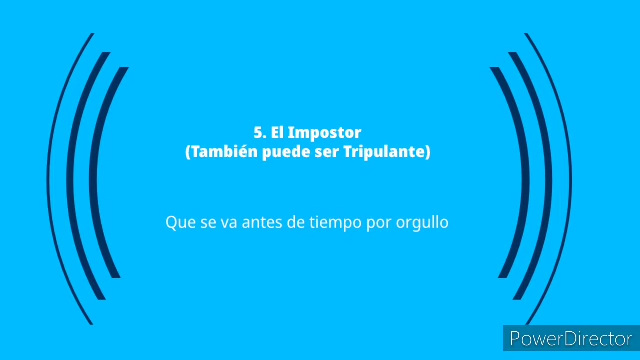 5. El Impostor
(También puede ser Tripulante)
Que se va antes de tiempo por orgullo
PowerDirector